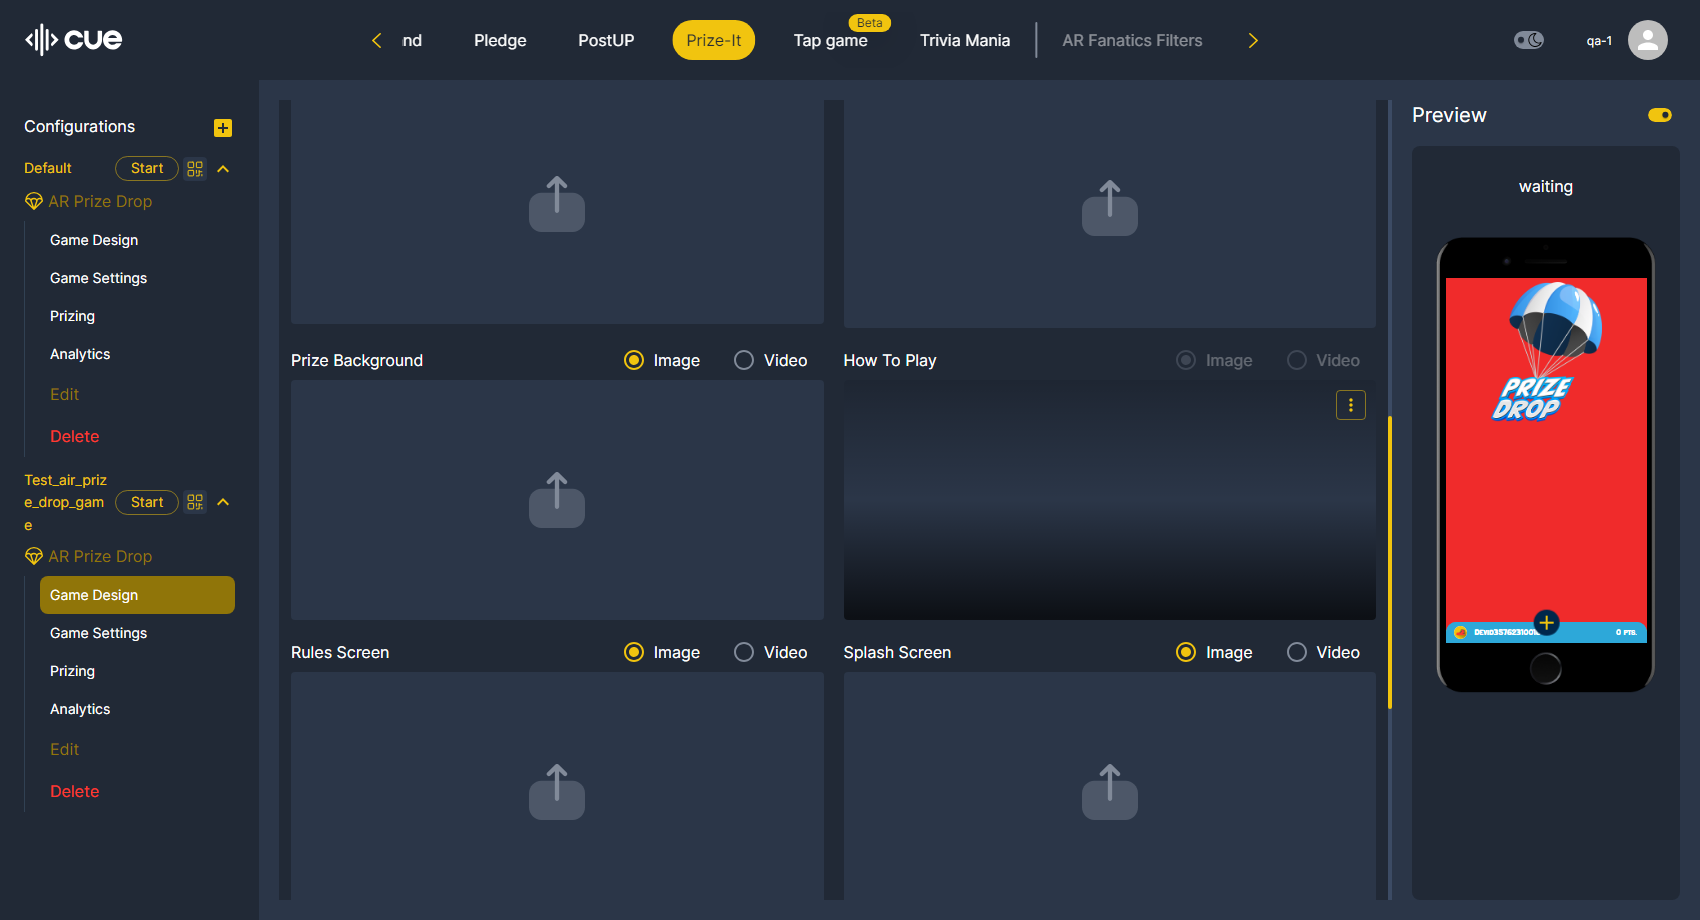 cue
nd
Pledge
PostUP
Prize-It
Tap game
Beta
Trivia Mania
AR Fanatics Filters
qa-1
Configurations
Default
Start
AR Prize Drop
Game Design
Game Settings
Prizing
Analytics
Edit
Delete
Test_air_priz
e_drop_gam
e
Start
AR Prize Drop
Game Design
Game Settings
Prizing
Analytics
Edit
Delete
Prize Background
Image
Video
How To Play
Image
Video
Rules Screen
Image
Video
Splash Screen
Image
Video
Preview
waiting
PRIZE
DROP
0 PTS.